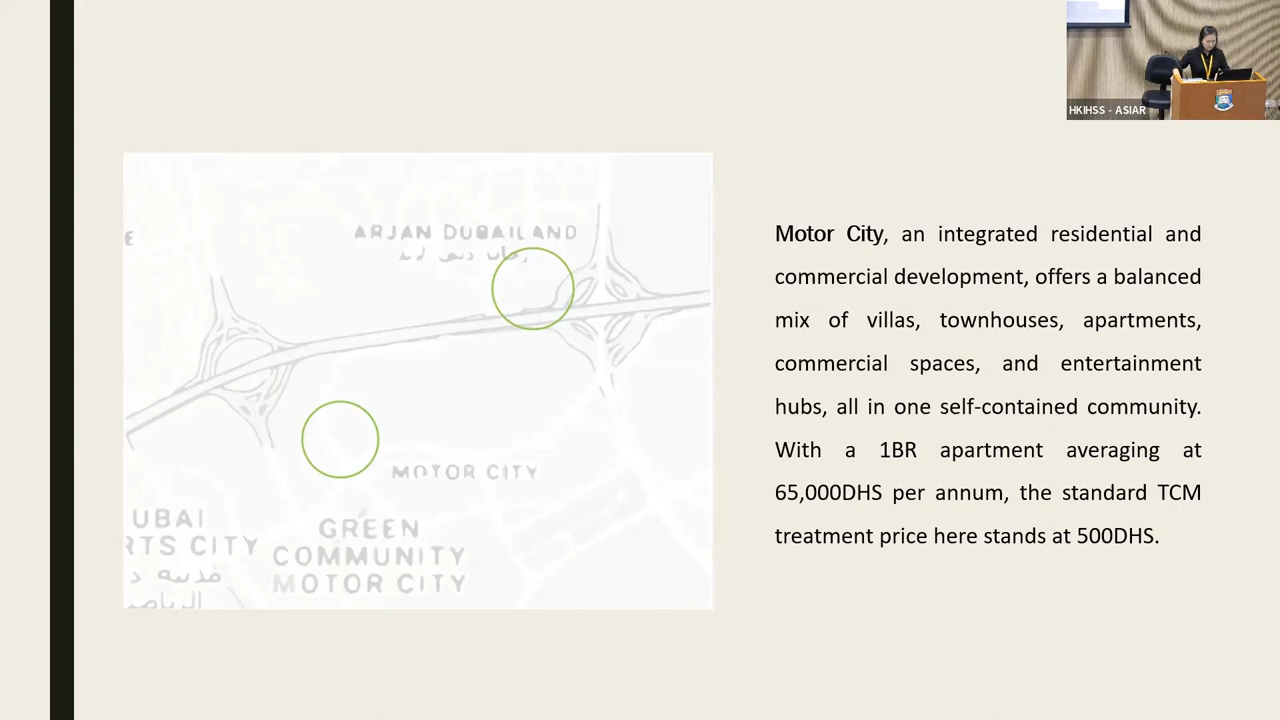 HKIHSS - ASIAR
ARJAN DUBAILAND
E
MOTOR CITY
UBAI
RTS CITY
GREEN
COMMUNITY
MOTOR CITY
Motor City, an integrated residential and
commercial development, offers a balanced
mix of villas, townhouses, apartments,
commercial spaces, and entertainment
hubs, all in one self-contained community.
With a 1BR apartment averaging at
65,000DHS per annum, the standard TCM
treatment price here stands at 500DHS.